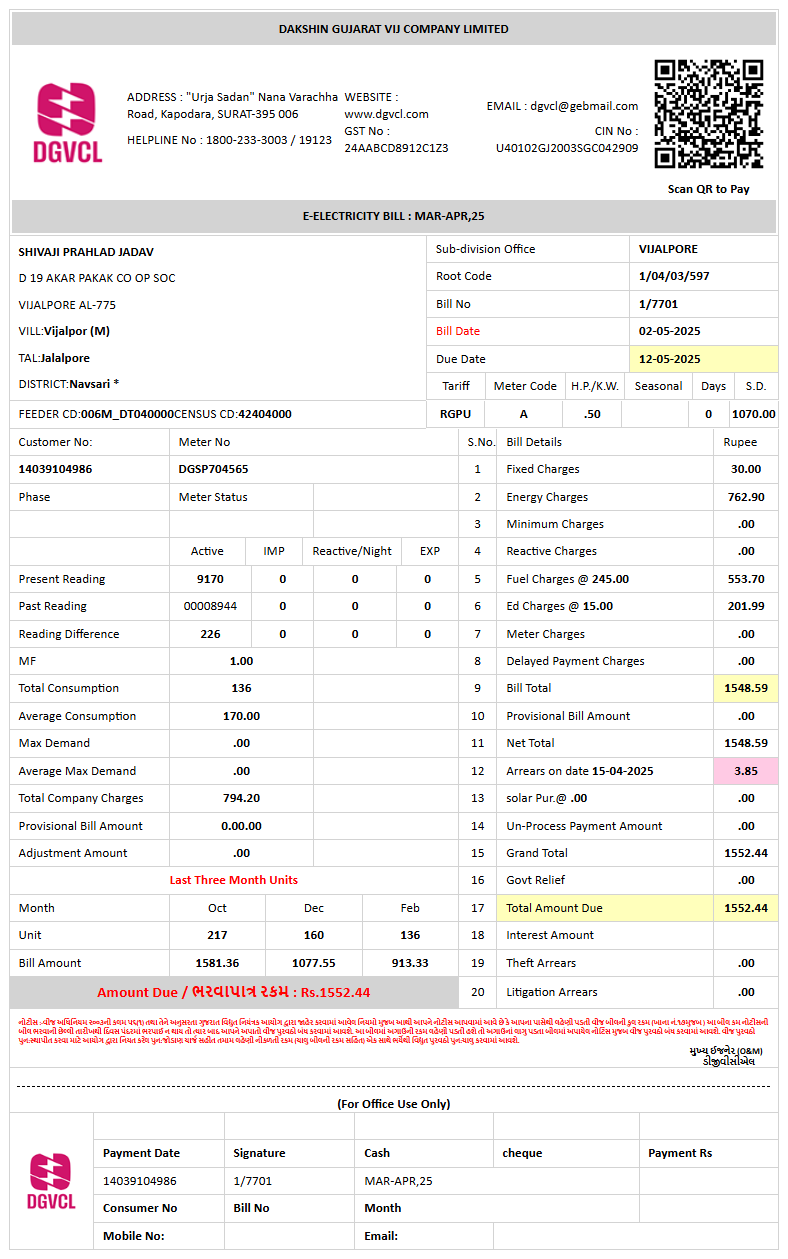 DAKSHIN GUJARAT VIJ COMPANY LIMITED
DGVCL
ADDRESS : "Urja Sadan" Nana Varachha
Road, Kapodara, SURAT-395 006
HELPLINE No : 1800-233-3003 / 19123
WEBSITE :
www.dgvcl.com
GST No :
24AABCD8912C1Z3
EMAIL : dgvcl@gebmail.com
CIN No :
U40102GJ2003SGC042909
Scan QR to Pay
E-ELECTRICITY BILL : MAR-APR,25
SHIVAJI PRAHLAD JADAV
D 19 AKAR PAKAK CO OP SOC
VIJALPORE AL-775
VILL:Vijalpor (M)
TAL:Jalalpore
DISTRICT:Navsari *
FEEDER CD:006M_DT040000CENSUS CD:42404000
Sub-division Office VIJALPORE
Root Code 1/04/03/597
Bill No 1/7701
Bill Date 02-05-2025
Due Date 12-05-2025
Tariff Meter Code H.P./K.W. Seasonal Days S.D.
RGPU A .50 0 1070.00
Customer No: Meter No
14039104986 DGSP704565
Phase Meter Status
Active IMP Reactive/Night EXP
Present Reading 9170 0 0 0
Past Reading 00008944 0 0 0
Reading Difference 226 0 0 0
MF 1.00
Total Consumption 136
Average Consumption 170.00
Max Demand .00
Average Max Demand .00
Total Company Charges 794.20
Provisional Bill Amount 0.00.00
Adjustment Amount .00
Last Three Month Units
Month Oct Dec Feb
Unit 217 160 136
Bill Amount 1581.36 1077.55 913.33
Amount Due / ભરવાપાત્ર રકમ : Rs.1552.44
S.No. Bill Details Rupee
1 Fixed Charges 30.00
2 Energy Charges 762.90
3 Minimum Charges .00
4 Reactive Charges .00
5 Fuel Charges @ 245.00 553.70
6 Ed Charges @ 15.00 201.99
7 Meter Charges .00
8 Delayed Payment Charges .00
9 Bill Total 1548.59
10 Provisional Bill Amount .00
11 Net Total 1548.59
12 Arrears on date 15-04-2025 3.85
13 solar Pur.@ .00 .00
14 Un-Process Payment Amount .00
15 Grand Total 1552.44
16 Govt Relief .00
17 Total Amount Due 1552.44
18 Interest Amount
19 Theft Arrears .00
20 Litigation Arrears .00
મુખ્ય ઈજનેર (O&M)
ડીજીવીસીએલ
(For Office Use Only)
DGVCL
Payment Date Signature Cash cheque Payment Rs
14039104986 1/7701 MAR-APR,25
Consumer No Bill No Month
Mobile No: Email: